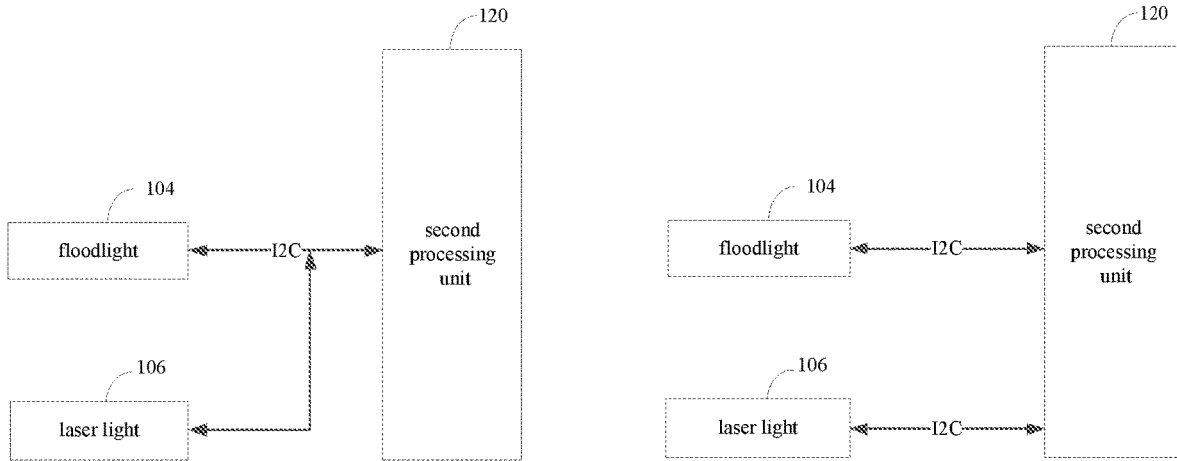 120
104
floodlight
I2C
second
processing
unit
106
laser light
120
104
floodlight
I2C
second
processing
unit
106
laser light
I2C